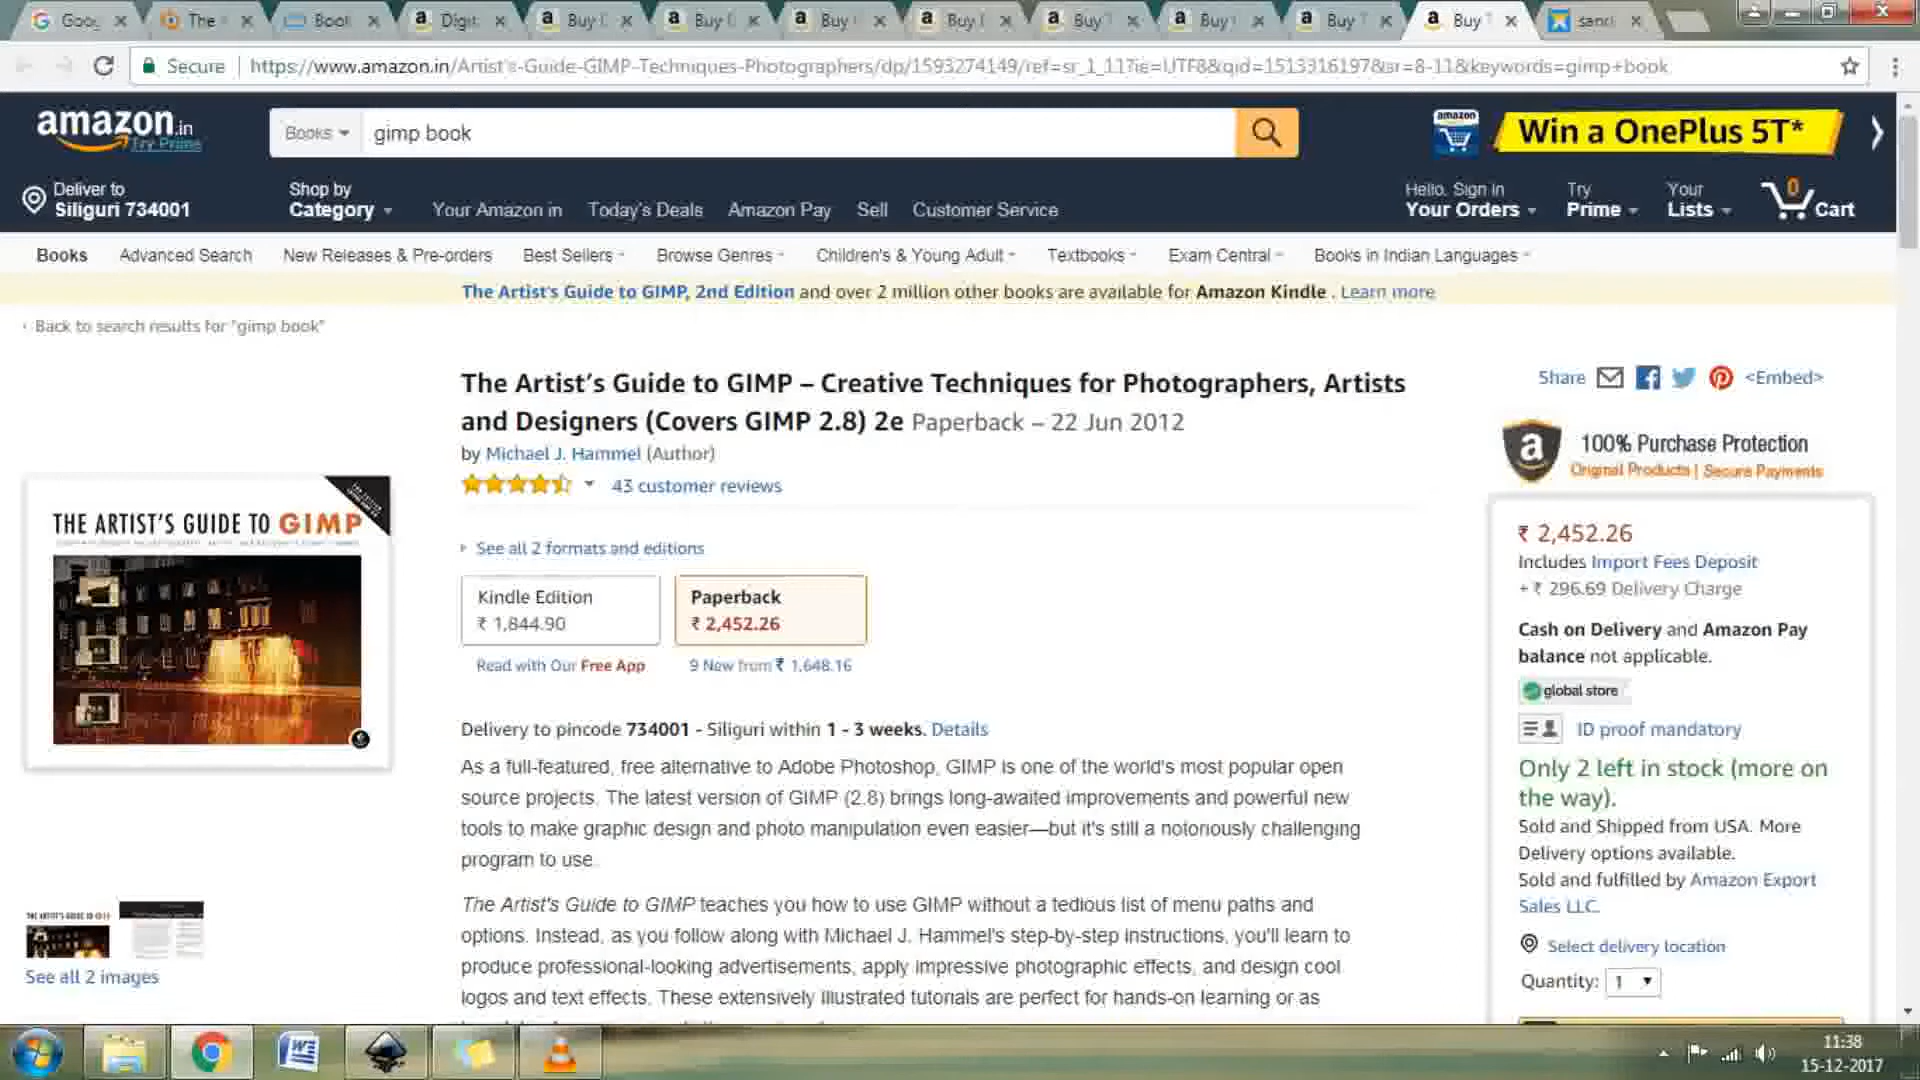 Goog
The
Book
Digit
Buy
Buy
Buy
Buy
Buy
Buy
Buy
Buy
sand
Secure
https://www.amazon.in/Artist's-Guide-GIMP-Techniques-Photographers/dp/1593274149/ref=sr_1_11?ie=UTF8&qid=1513316197&sr=8-11&keywords=gimp+book
amazon.in
Try Prime
Books
gimp book
amazon
Win a OnePlus 5T*
Deliver to
Siliguri 734001
Shop by
Category
Your Amazon.in
Today's Deals
Amazon Pay
Sell
Customer Service
Hello. Sign in
Your Orders
Try
Prime
Your
Lists
0
Cart
Books
Advanced Search
New Releases & Pre-orders
Best Sellers
Browse Genres
Children's & Young Adult
Textbooks
Exam Central
Books in Indian Languages
The Artist's Guide to GIMP, 2nd Edition and over 2 million other books are available for Amazon Kindle . Learn more
‹ Back to search results for "gimp book"
The Artist's Guide to GIMP – Creative Techniques for Photographers, Artists
and Designers (Covers GIMP 2.8) 2e Paperback – 22 Jun 2012
by Michael J. Hammel (Author)
43 customer reviews
Share
<Embed>
a
100% Purchase Protection
Original Products | Secure Payments
THE ARTIST'S GUIDE TO GIMP
See all 2 formats and editions
Kindle Edition
₹ 1,844.90
Paperback
₹ 2,452.26
Read with Our Free App
9 New from ₹ 1,648.16
₹ 2,452.26
Includes Import Fees Deposit
+ ₹ 296.69 Delivery Charge
Cash on Delivery and Amazon Pay
balance not applicable.
global store
ID proof mandatory
Only 2 left in stock (more on
the way).
Sold and Shipped from USA. More
Delivery options available.
Sold and fulfilled by Amazon Export
Sales LLC.
Select delivery location
Quantity: 1
Delivery to pincode 734001 - Siliguri within 1 - 3 weeks. Details
As a full-featured, free alternative to Adobe Photoshop, GIMP is one of the world's most popular open
source projects. The latest version of GIMP (2.8) brings long-awaited improvements and powerful new
tools to make graphic design and photo manipulation even easier—but it's still a notoriously challenging
program to use.
The Artist's Guide to GIMP teaches you how to use GIMP without a tedious list of menu paths and
options. Instead, as you follow along with Michael J. Hammel's step-by-step instructions, you'll learn to
produce professional-looking advertisements, apply impressive photographic effects, and design cool
logos and text effects. These extensively illustrated tutorials are perfect for hands-on learning or as
THE ARTIST'S GUIDE TO GIMP
See all 2 images
11:38
15-12-2017